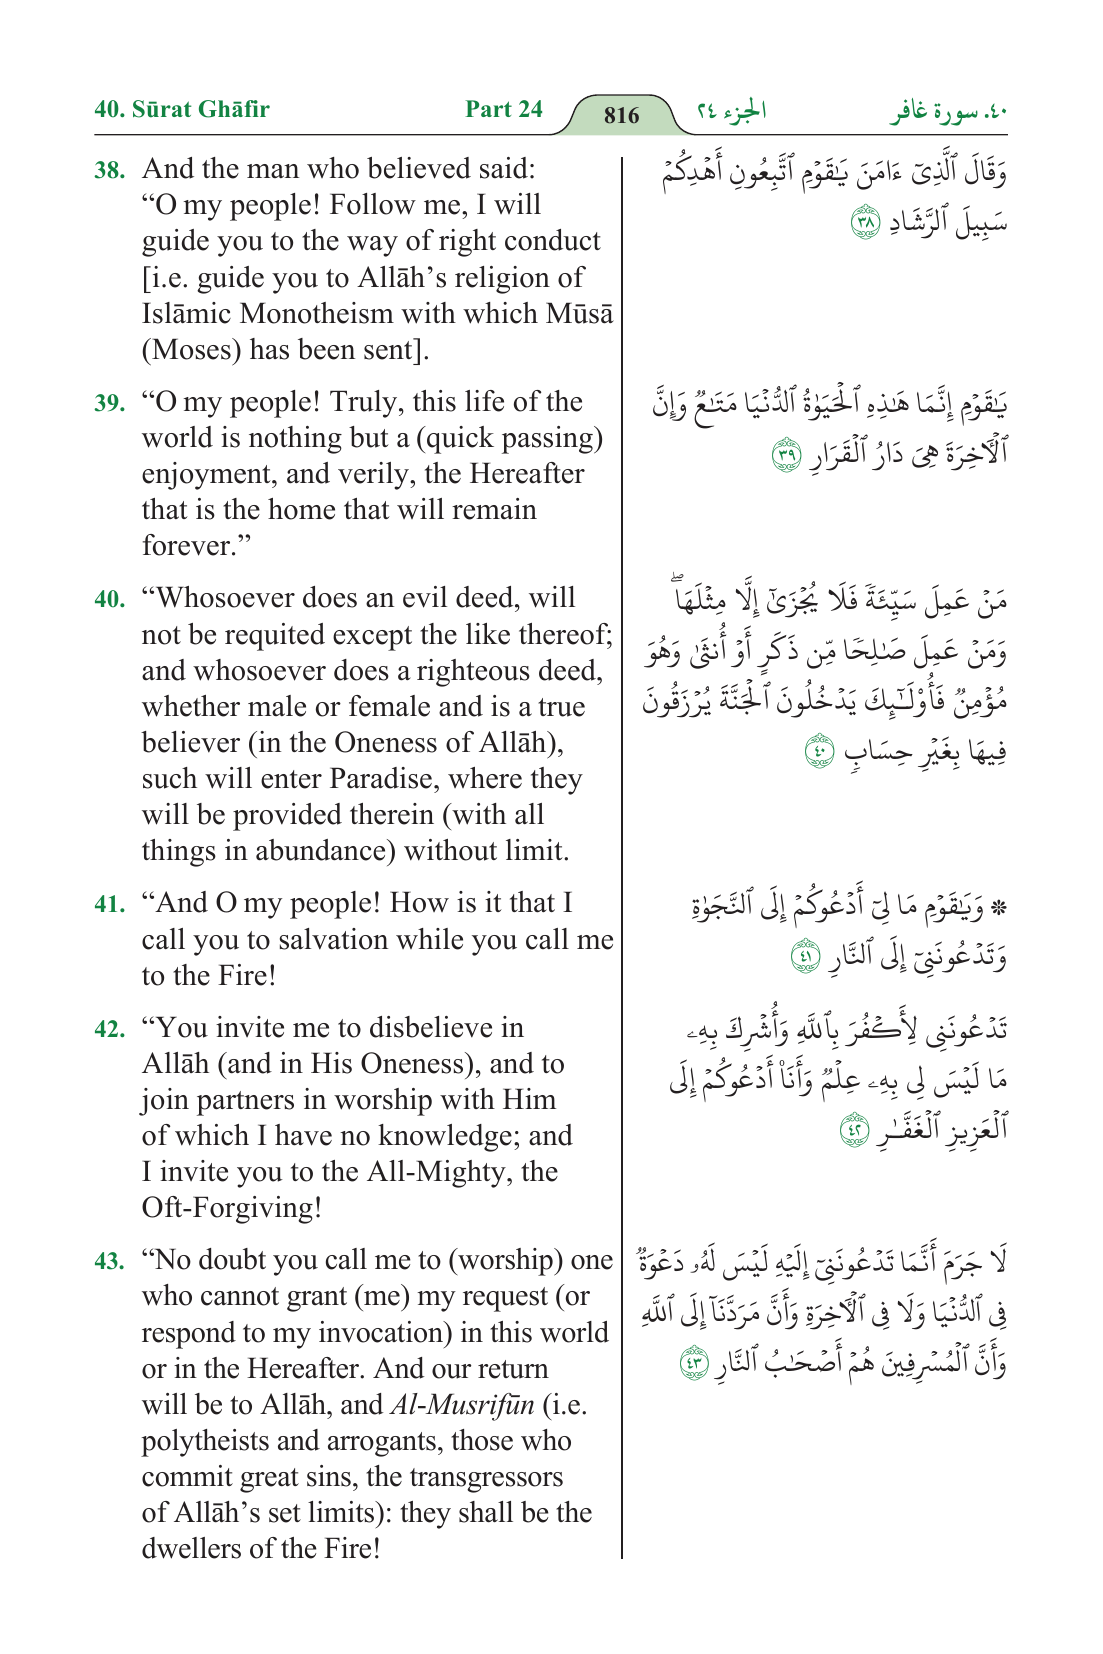 40. Sūrat Ghāfir
Part 24
816
الجزء ٢٤
٤٠. سورة غافر
38. And the man who believed said:
“O my people! Follow me, I will
guide you to the way of right conduct
[i.e. guide you to Allāh’s religion of
Islāmic Monotheism with which Mūsā
(Moses) has been sent].
39. “O my people! Truly, this life of the
world is nothing but a (quick passing)
enjoyment, and verily, the Hereafter
that is the home that will remain
forever.”
40. “Whosoever does an evil deed, will
not be requited except the like thereof;
and whosoever does a righteous deed,
whether male or female and is a true
believer (in the Oneness of Allāh),
such will enter Paradise, where they
will be provided therein (with all
things in abundance) without limit.
41. “And O my people! How is it that I
call you to salvation while you call me
to the Fire!
42. “You invite me to disbelieve in
Allāh (and in His Oneness), and to
join partners in worship with Him
of which I have no knowledge; and
I invite you to the All-Mighty, the
Oft-Forgiving!
43. “No doubt you call me to (worship) one
who cannot grant (me) my request (or
respond to my invocation) in this world
or in the Hereafter. And our return
will be to Allāh, and Al-Musrifūn (i.e.
polytheists and arrogants, those who
commit great sins, the transgressors
of Allāh’s set limits): they shall be the
dwellers of the Fire!
وَقَالَ ٱلَّذِىٓ ءَامَنَ يَـٰقَوْمِ ٱتَّبِعُونِ أَهْدِكُمْ
سَبِيلَ ٱلرَّشَادِ ٣٨
يَـٰقَوْمِ إِنَّمَا هَـٰذِهِ ٱلْحَيَوٰةُ ٱلدُّنْيَا مَتَـٰعٌ وَإِنَّ
ٱلْـَٔاخِرَةَ هِىَ دَارُ ٱلْقَرَارِ ٣٩
مَنْ عَمِلَ سَيِّئَةً فَلَا يُجْزَىٰٓ إِلَّا مِثْلَهَا ۖ
وَمَنْ عَمِلَ صَـٰلِحًا مِّن ذَكَرٍ أَوْ أُنثَىٰ وَهُوَ
مُؤْمِنٌ فَأُو۟لَـٰٓئِكَ يَدْخُلُونَ ٱلْجَنَّةَ يُرْزَقُونَ
فِيهَا بِغَيْرِ حِسَابٍ ٤٠
۞ وَيَـٰقَوْمِ مَا لِىٓ أَدْعُوكُمْ إِلَى ٱلنَّجَوٰةِ
وَتَدْعُونَنِىٓ إِلَى ٱلنَّارِ ٤١
تَدْعُونَنِى لِأَكْفُرَ بِٱللَّهِ وَأُشْرِكَ بِهِۦ
مَا لَيْسَ لِى بِهِۦ عِلْمٌ وَأَنَا۠ أَدْعُوكُمْ إِلَى
ٱلْعَزِيزِ ٱلْغَفَّـٰرِ ٤٢
لَا جَرَمَ أَنَّمَا تَدْعُونَنِىٓ إِلَيْهِ لَيْسَ لَهُۥ دَعْوَةٌ
فِى ٱلدُّنْيَا وَلَا فِى ٱلْـَٔاخِرَةِ وَأَنَّ مَرَدَّنَآ إِلَى ٱللَّهِ
وَأَنَّ ٱلْمُسْرِفِينَ هُمْ أَصْحَـٰبُ ٱلنَّارِ ٤٣